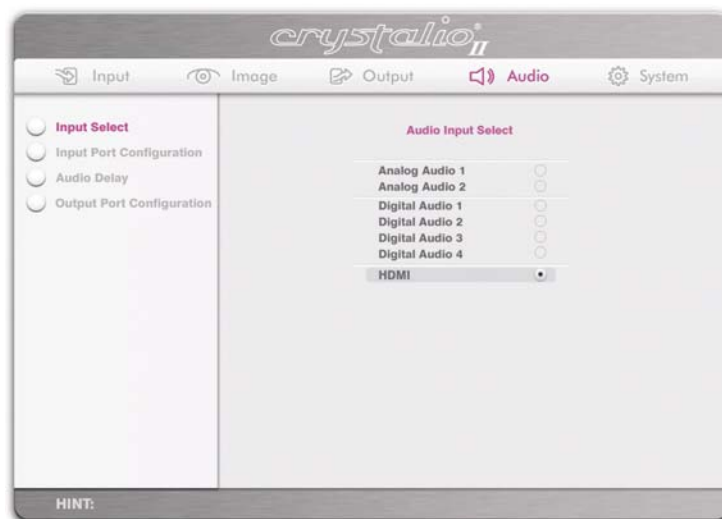 crystalio® II
Input Image Output Audio System
Input Select
Input Port Configuration
Audio Delay
Output Port Configuration
Audio Input Select
Analog Audio 1
Analog Audio 2
Digital Audio 1
Digital Audio 2
Digital Audio 3
Digital Audio 4
HDMI
HINT: